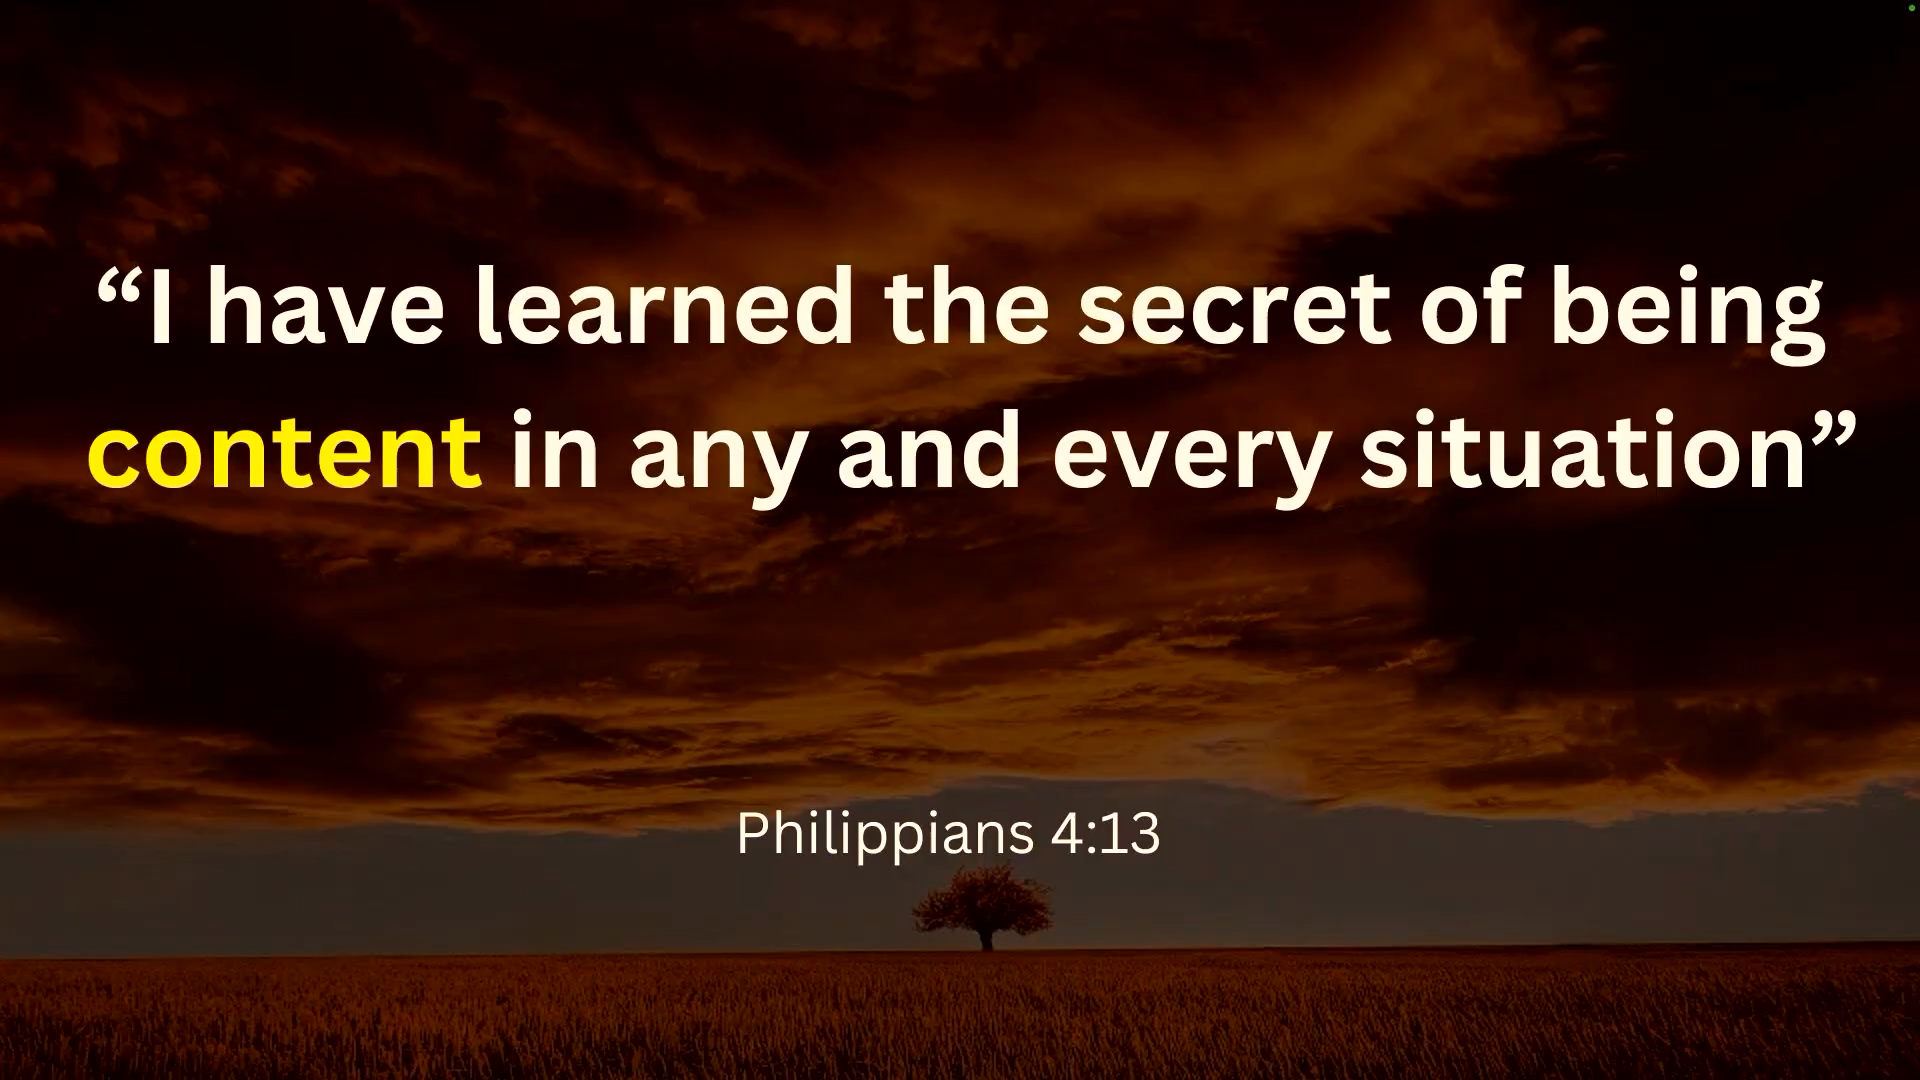 “I have learned the secret of being
content in any and every situation”
Philippians 4:13